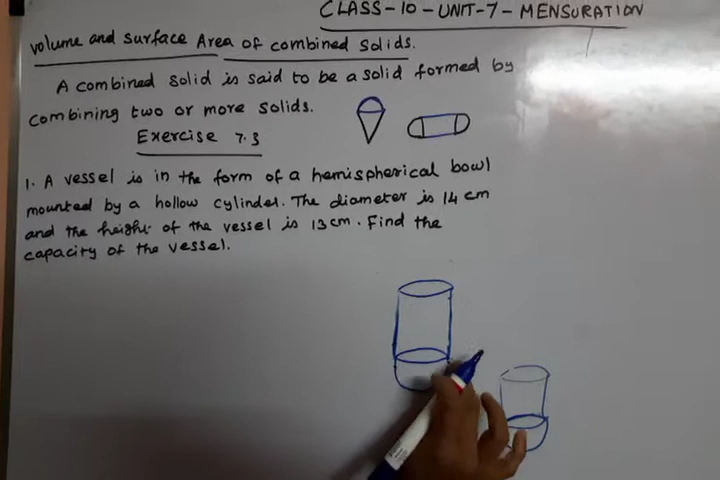 CLASS-10-UNIT-7-MENSURATION
volume and surface Area of combined solids.
A combined solid is said to be a solid formed by
combining two or more solids.
Exercise 7.3
1. A vessel is in the form of a hemispherical bowl
mounted by a hollow cylinder. The diameter is 14 cm
and the height of the vessel is 13 cm. Find the
capacity of the vessel.